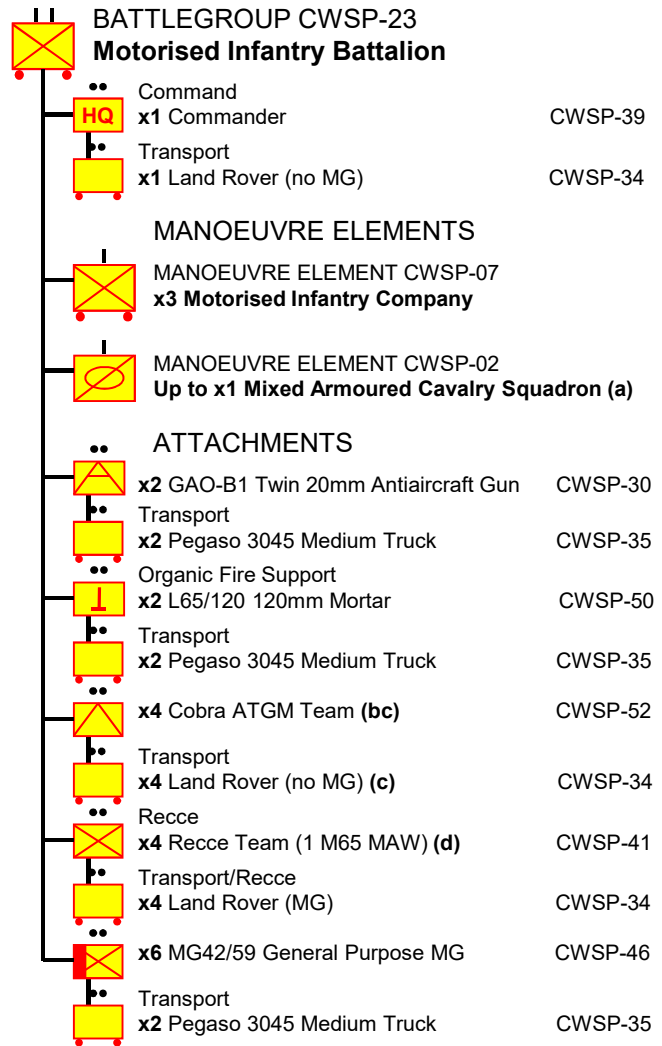 BATTLEGROUP CWSP-23
Motorised Infantry Battalion
Command
HQ x1 Commander CWSP-39
Transport
x1 Land Rover (no MG) CWSP-34
MANOEUVRE ELEMENTS
MANOEUVRE ELEMENT CWSP-07
x3 Motorised Infantry Company
MANOEUVRE ELEMENT CWSP-02
Up to x1 Mixed Armoured Cavalry Squadron (a)
ATTACHMENTS
x2 GAO-B1 Twin 20mm Antiaircraft Gun CWSP-30
Transport
x2 Pegaso 3045 Medium Truck CWSP-35
Organic Fire Support
x2 L65/120 120mm Mortar CWSP-50
Transport
x2 Pegaso 3045 Medium Truck CWSP-35
x4 Cobra ATGM Team (bc) CWSP-52
Transport
x4 Land Rover (no MG) (c) CWSP-34
Recce
x4 Recce Team (1 M65 MAW) (d) CWSP-41
Transport/Recce
x4 Land Rover (MG) CWSP-34
x6 MG42/59 General Purpose MG CWSP-46
Transport
x2 Pegaso 3045 Medium Truck CWSP-35